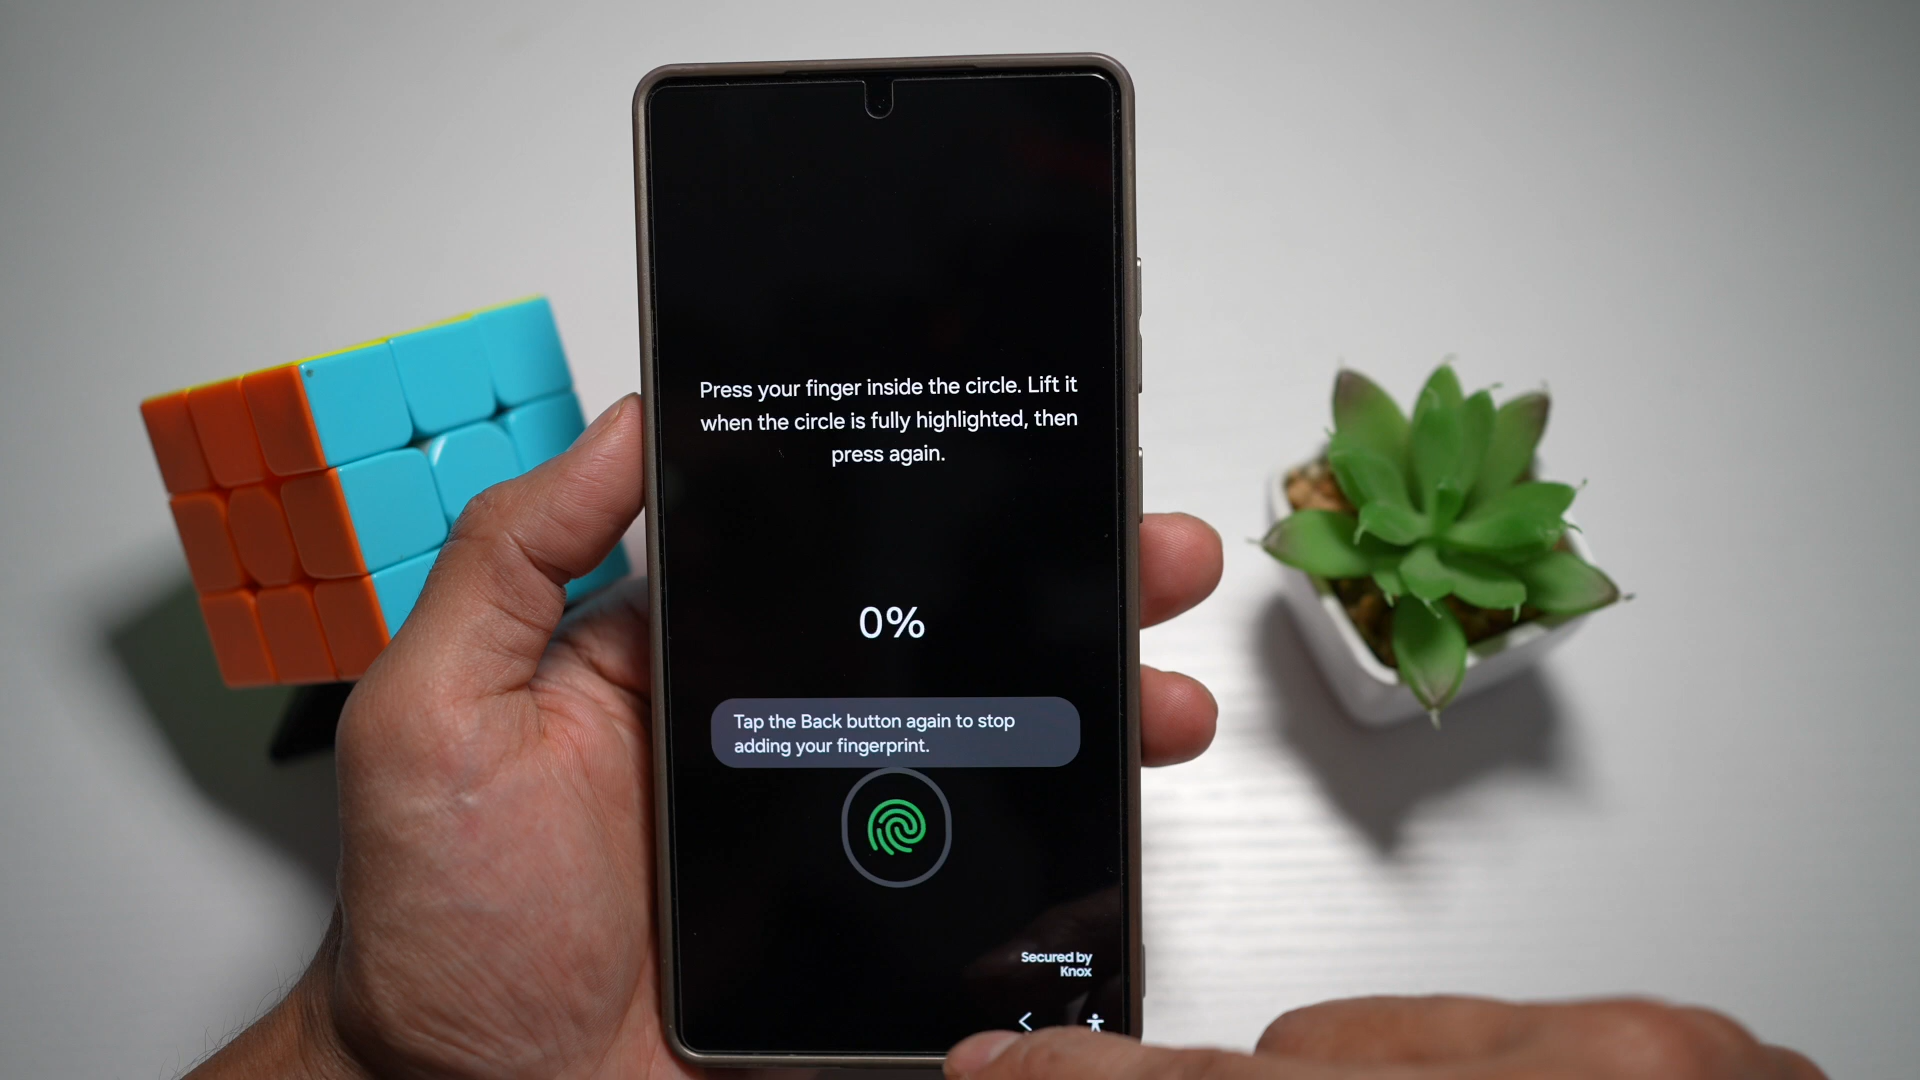 Press your finger inside the circle. Lift it
when the circle is fully highlighted, then
press again.
0%
Tap the Back button again to stop
adding your fingerprint.
Secured by
Knox